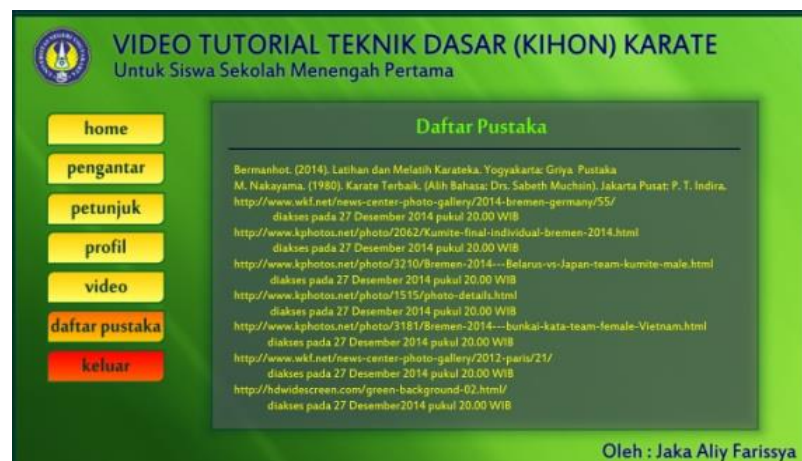 VIDEO TUTORIAL TEKNIK DASAR (KIHON) KARATE
Untuk Siswa Sekolah Menengah Pertama
home
pengantar
petunjuk
profil
video
daftar pustaka
keluar
Daftar Pustaka
Bermanhot. (2014). Latihan dan Melatih Karateka. Yogyakarta: Griya Pustaka
M. Nakayama. (1980). Karate Terbaik. (Alih Bahasa: Drs. Sabeth Muchsin). Jakarta Pusat: P. T. Indira,
http://www.wkf.net/news-center-photo-gallery/2014-bremen-germany/55/
diakses pada 27 Desember 2014 pukul 20.00 WIB
http://www.kphotos.net/photo/2062/Kumite-final-individual-bremen-2014.html
diakses pada 27 Desember 2014 pukul 20.00 WIB
http://www.kphotos.net/photo/3210/Bremen-2014---Belarus-vs-Japan-team-kumite-male.html
diakses pada 27 Desember 2014 pukul 20.00 WIB
http://www.kphotos.net/photo/1515/photo-details.html
diakses pada 27 Desember 2014 pukul 20.00 WIB
http://www.kphotos.net/photo/3181/Bremen-2014---bunkai-kata-team-female-Vietnam.html
diakses pada 27 Desember 2014 pukul 20.00 WIB
http://www.wkf.net/news-center-photo-gallery/2012-paris/21/
diakses pada 27 Desember 2014 pukul 20.00 WIB
http://hdwidescreen.com/green-background-02.html/
diakses pada 27 Desember2014 pukul 20.00 WIB
Oleh : Jaka Aliy Farissya